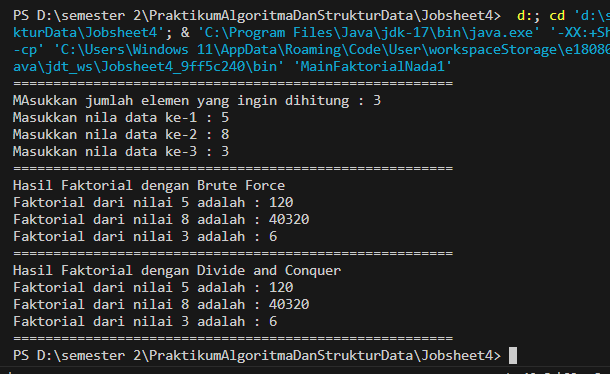 PS D:\semester 2\PraktikumAlgoritmaDanStrukturData\Jobsheet4>  d:; cd 'd:\s
kturData\Jobsheet4'; & 'C:\Program Files\Java\jdk-17\bin\java.exe' '-XX:+Sh
-cp' 'C:\Users\Windows 11\AppData\Roaming\Code\User\workspaceStorage\e18080
ava\jdt_ws\Jobsheet4_9ff5c240\bin' 'MainFaktorialNada1'
======================================================
MAsukkan jumlah elemen yang ingin dihitung : 3
Masukkan nila data ke-1 : 5
Masukkan nila data ke-2 : 8
Masukkan nila data ke-3 : 3
======================================================
Hasil Faktorial dengan Brute Force
Faktorial dari nilai 5 adalah : 120
Faktorial dari nilai 8 adalah : 40320
Faktorial dari nilai 3 adalah : 6
======================================================
Hasil Faktorial dengan Divide and Conquer
Faktorial dari nilai 5 adalah : 120
Faktorial dari nilai 8 adalah : 40320
Faktorial dari nilai 3 adalah : 6
======================================================
PS D:\semester 2\PraktikumAlgoritmaDanStrukturData\Jobsheet4>